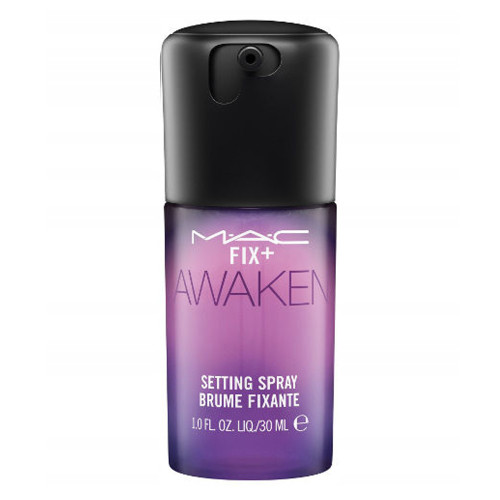 M·A·C
FIX+
AWAKEN
SETTING SPRAY
BRUME FIXANTE
1.0 FL. OZ. LIQ./30 ML ℮